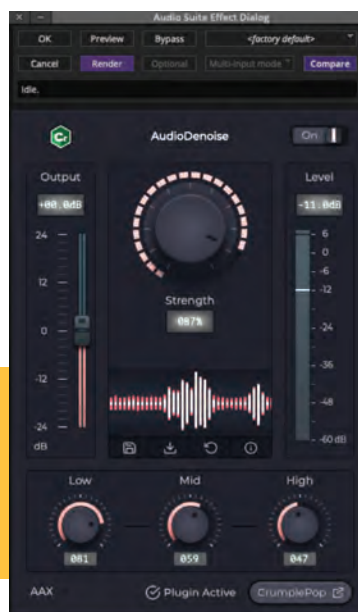 Audio Suite Effect Dialog
OK Preview Bypass <factory default>
Cancel Render Optional Multi-input mode Compare
Idle.
Cr AudioDenoise On
Output Level
+00.0dB -11.0dB
24 6
0
-6
12 -12
0 -24
-12 -36
-48
-24 -60 dB
dB
Strength
087%
Low Mid High
081 059 047
AAX Plugin Active CrumplePop